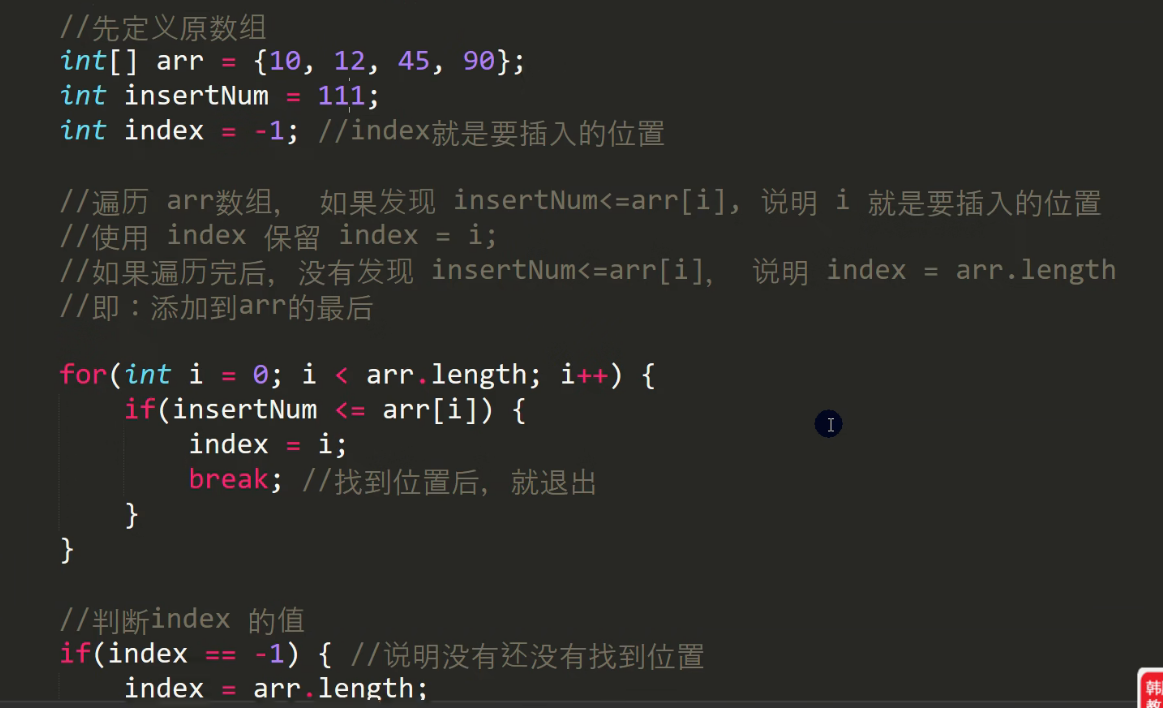 //先定义原数组
int[] arr = {10, 12, 45, 90};
int insertNum = 111;
int index = -1; //index就是要插入的位置
//遍历 arr数组, 如果发现 insertNum<=arr[i], 说明 i 就是要插入的位置
//使用 index 保留 index = i;
//如果遍历完后, 没有发现 insertNum<=arr[i], 说明 index = arr.length
//即：添加到arr的最后
for(int i = 0; i < arr.length; i++) {
if(insertNum <= arr[i]) {
index = i;
break; //找到位置后, 就退出
}
}
//判断index 的值
if(index == -1) { //说明没有还没有找到位置
index = arr.length;